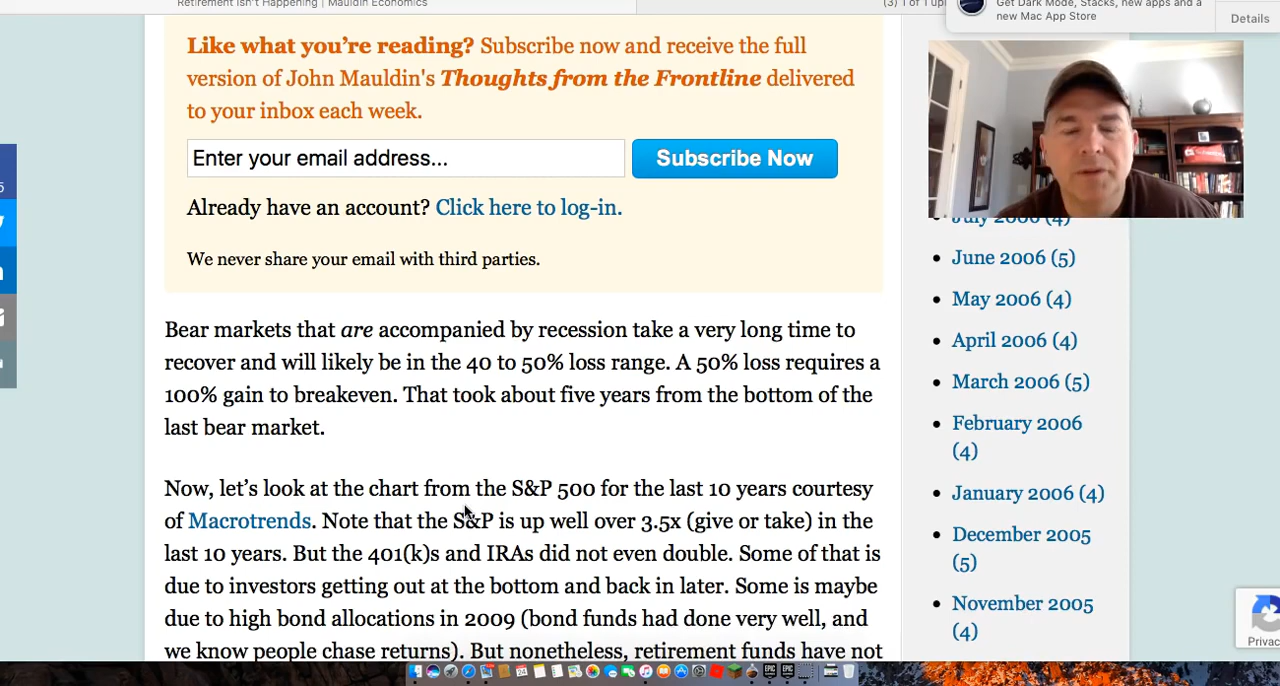 Retirement Isn't Happening | Mauldin Economics
(3) 1 of 1 upl
Get Dark Mode, Stacks, new apps and a
new Mac App Store
Details
Like what you’re reading? Subscribe now and receive the full
version of John Mauldin's Thoughts from the Frontline delivered
to your inbox each week.
Enter your email address...
Subscribe Now
Already have an account? Click here to log-in.
We never share your email with third parties.
5
Bear markets that are accompanied by recession take a very long time to
recover and will likely be in the 40 to 50% loss range. A 50% loss requires a
100% gain to breakeven. That took about five years from the bottom of the
last bear market.
Now, let’s look at the chart from the S&P 500 for the last 10 years courtesy
of Macrotrends. Note that the S&P is up well over 3.5x (give or take) in the
last 10 years. But the 401(k)s and IRAs did not even double. Some of that is
due to investors getting out at the bottom and back in later. Some is maybe
due to high bond allocations in 2009 (bond funds had done very well, and
we know people chase returns). But nonetheless, retirement funds have not
July 2006 (4)
June 2006 (5)
May 2006 (4)
April 2006 (4)
March 2006 (5)
February 2006
(4)
January 2006 (4)
December 2005
(5)
November 2005
(4)
Privac